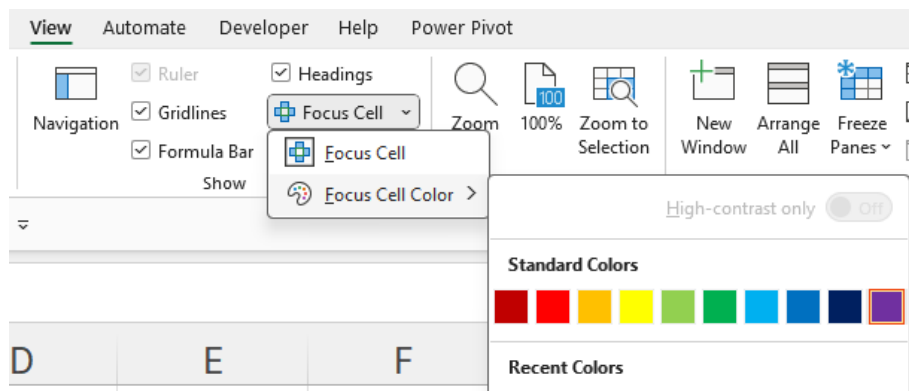 View Automate Developer Help Power Pivot
Ruler Headings
Gridlines Focus Cell
Formula Bar
Navigation
Show
Zoom 100% Zoom to Selection
100
New Window Arrange All Freeze Panes
Focus Cell
Focus Cell Color
High-contrast only Off
Standard Colors
D E F
Recent Colors